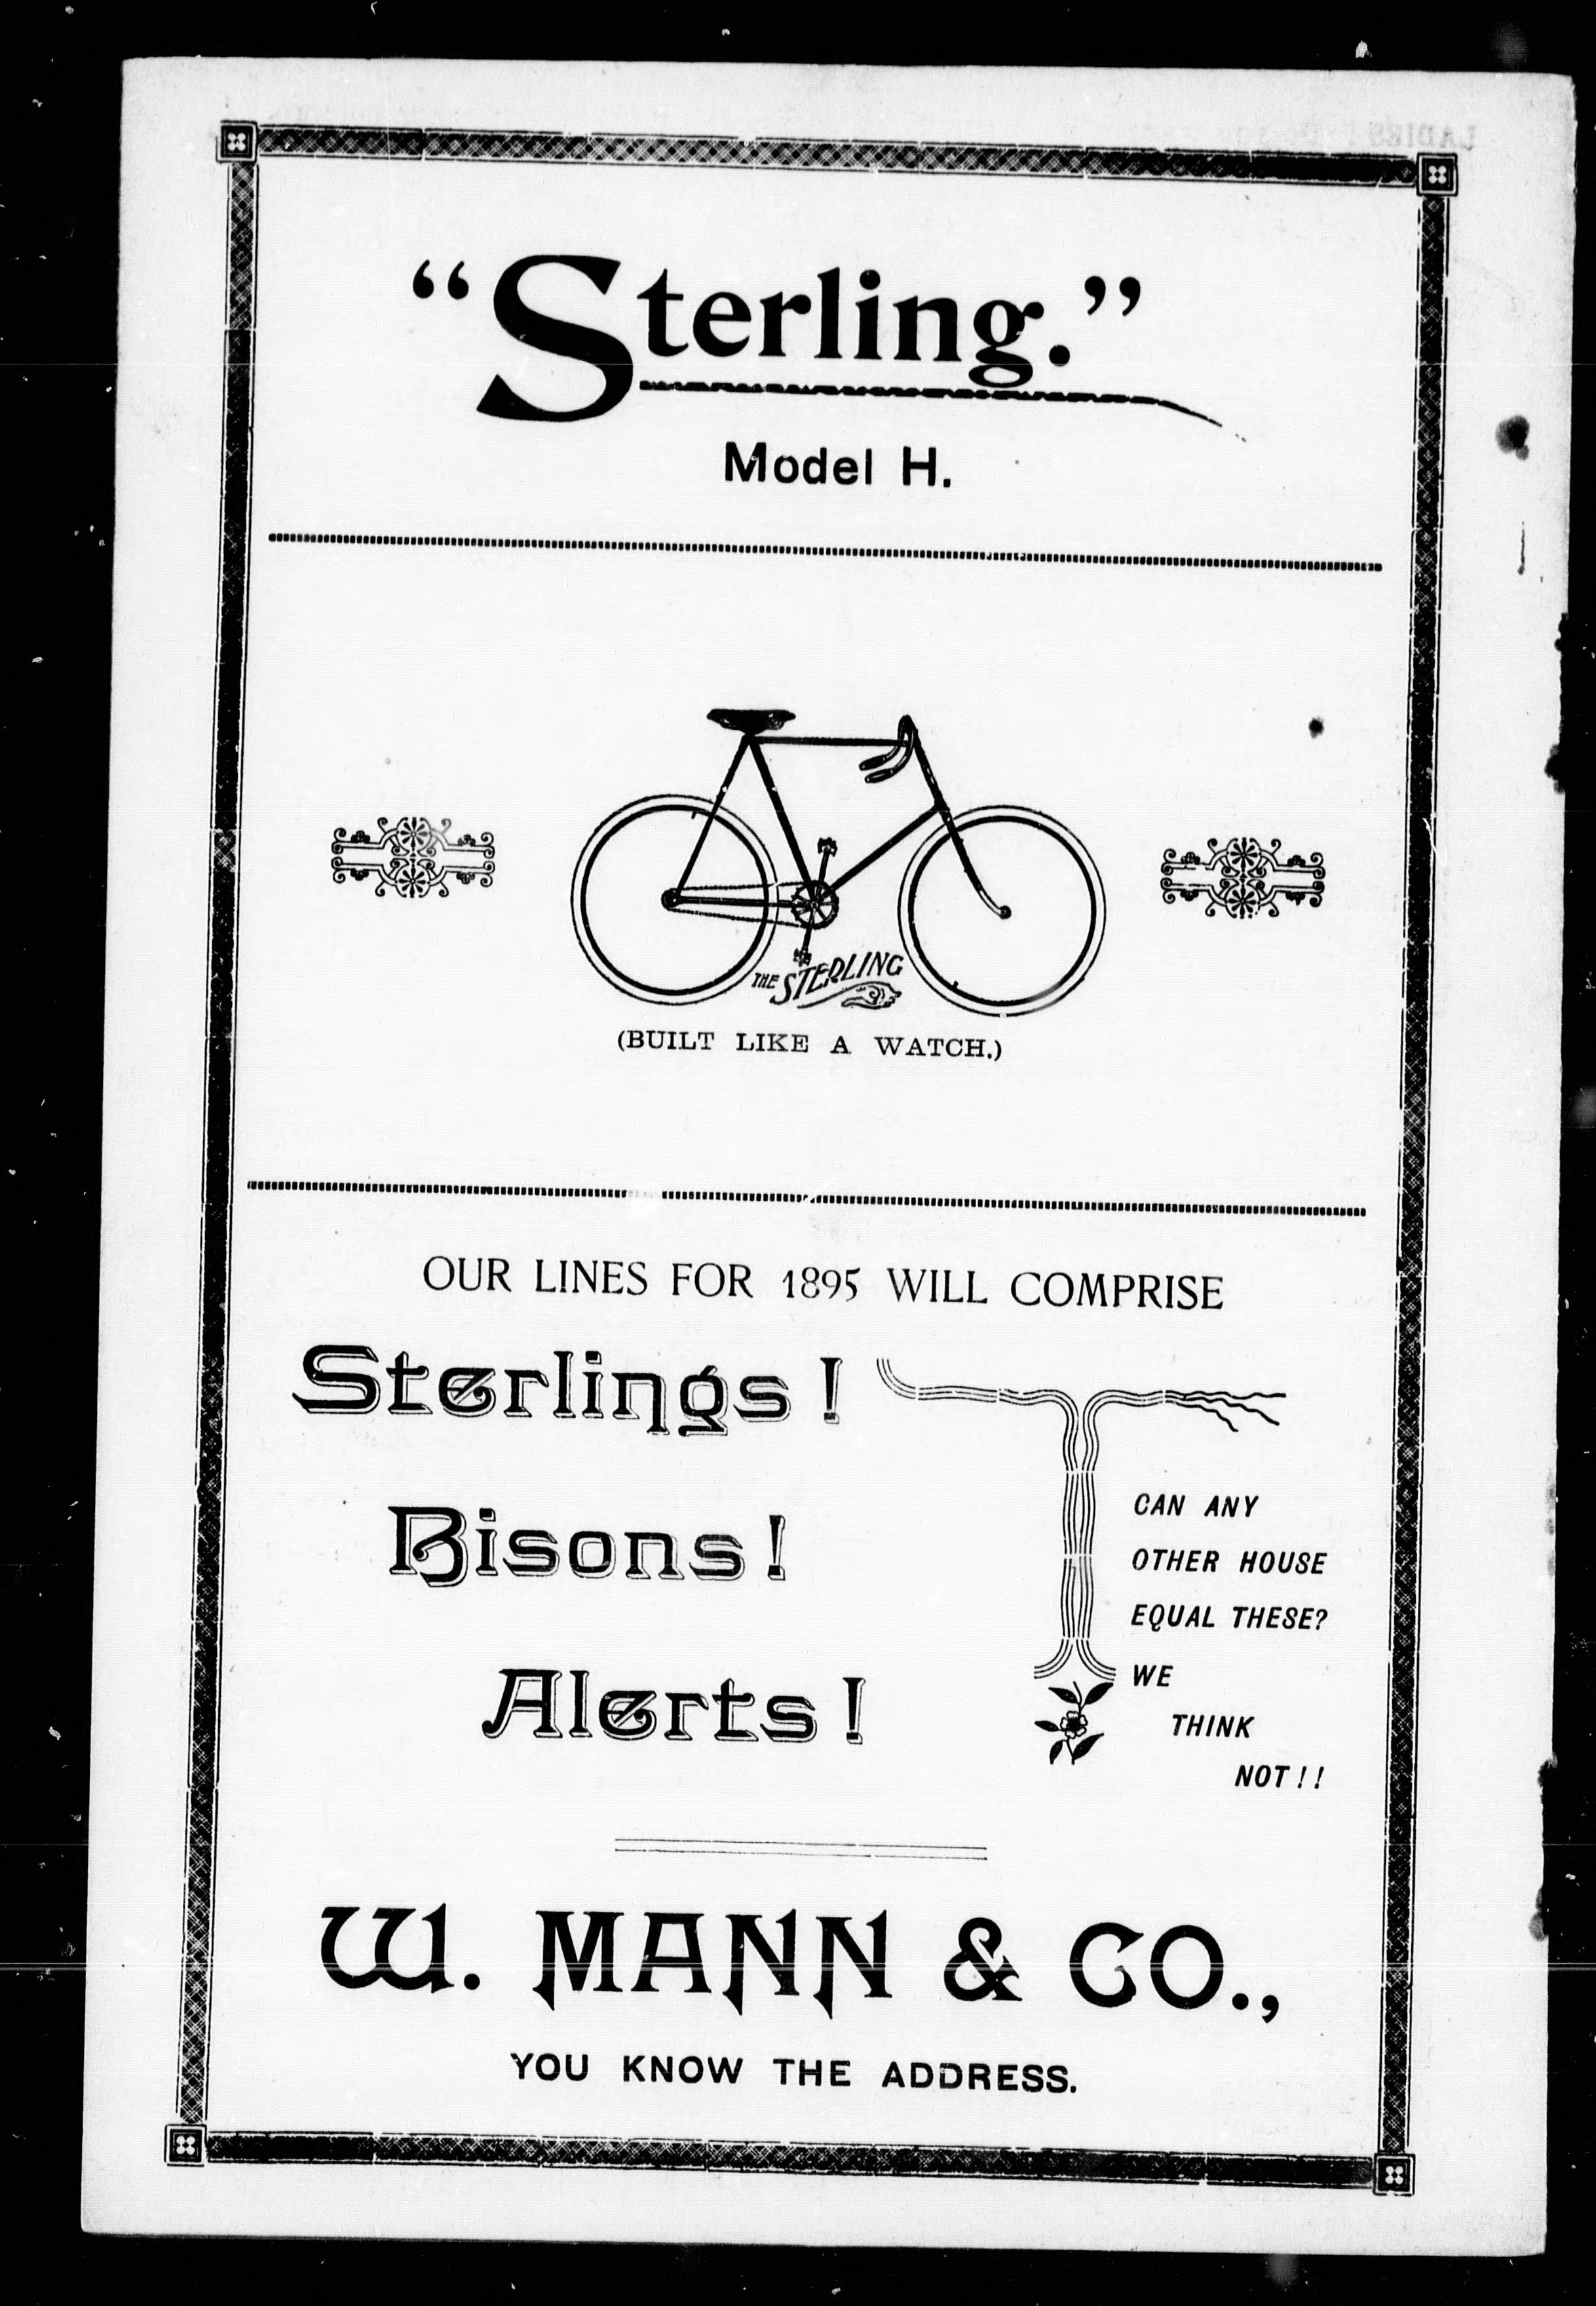 “Sterling.”
Model H.
THE STERLING
(BUILT LIKE A WATCH.)
OUR LINES FOR 1895 WILL COMPRISE
Sterlings!
Bisons!
Alerts!
CAN ANY
OTHER HOUSE
EQUAL THESE?
WE
THINK
NOT!!
W. MANN & CO.,
YOU KNOW THE ADDRESS.